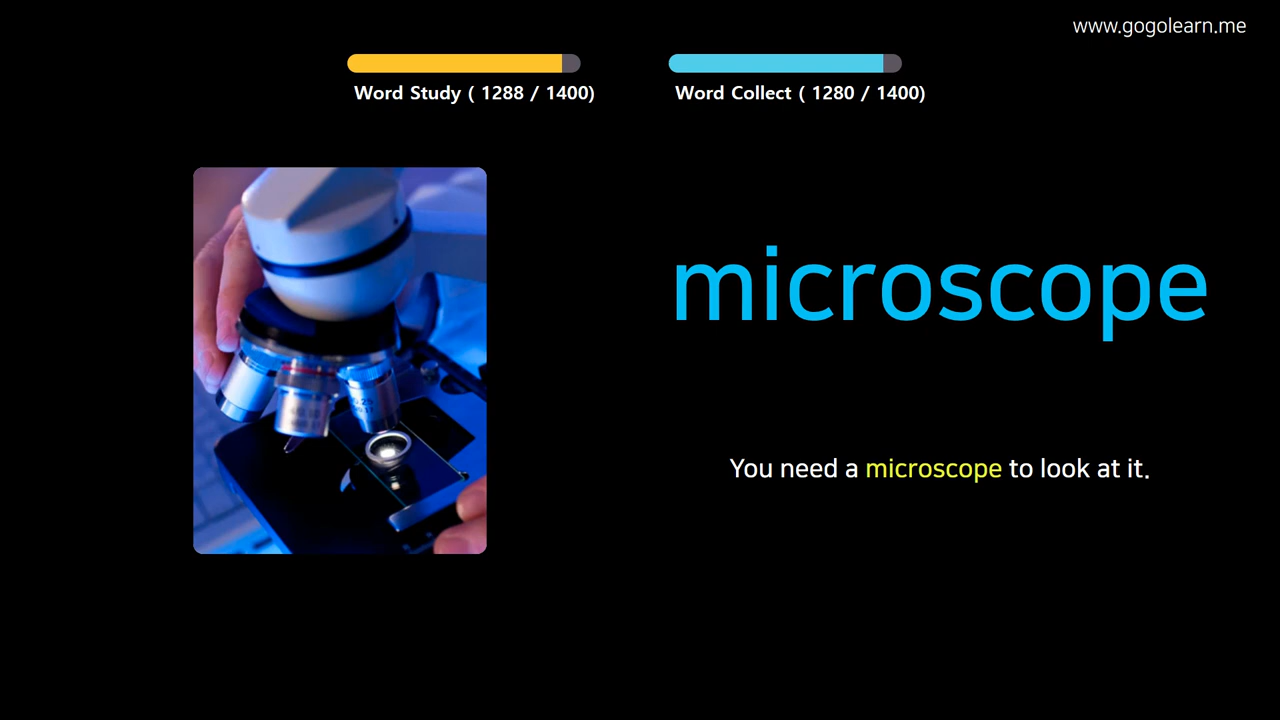 www.gogolearn.me
Word Study ( 1288 / 1400)
Word Collect ( 1280 / 1400)
microscope
You need a microscope to look at it.